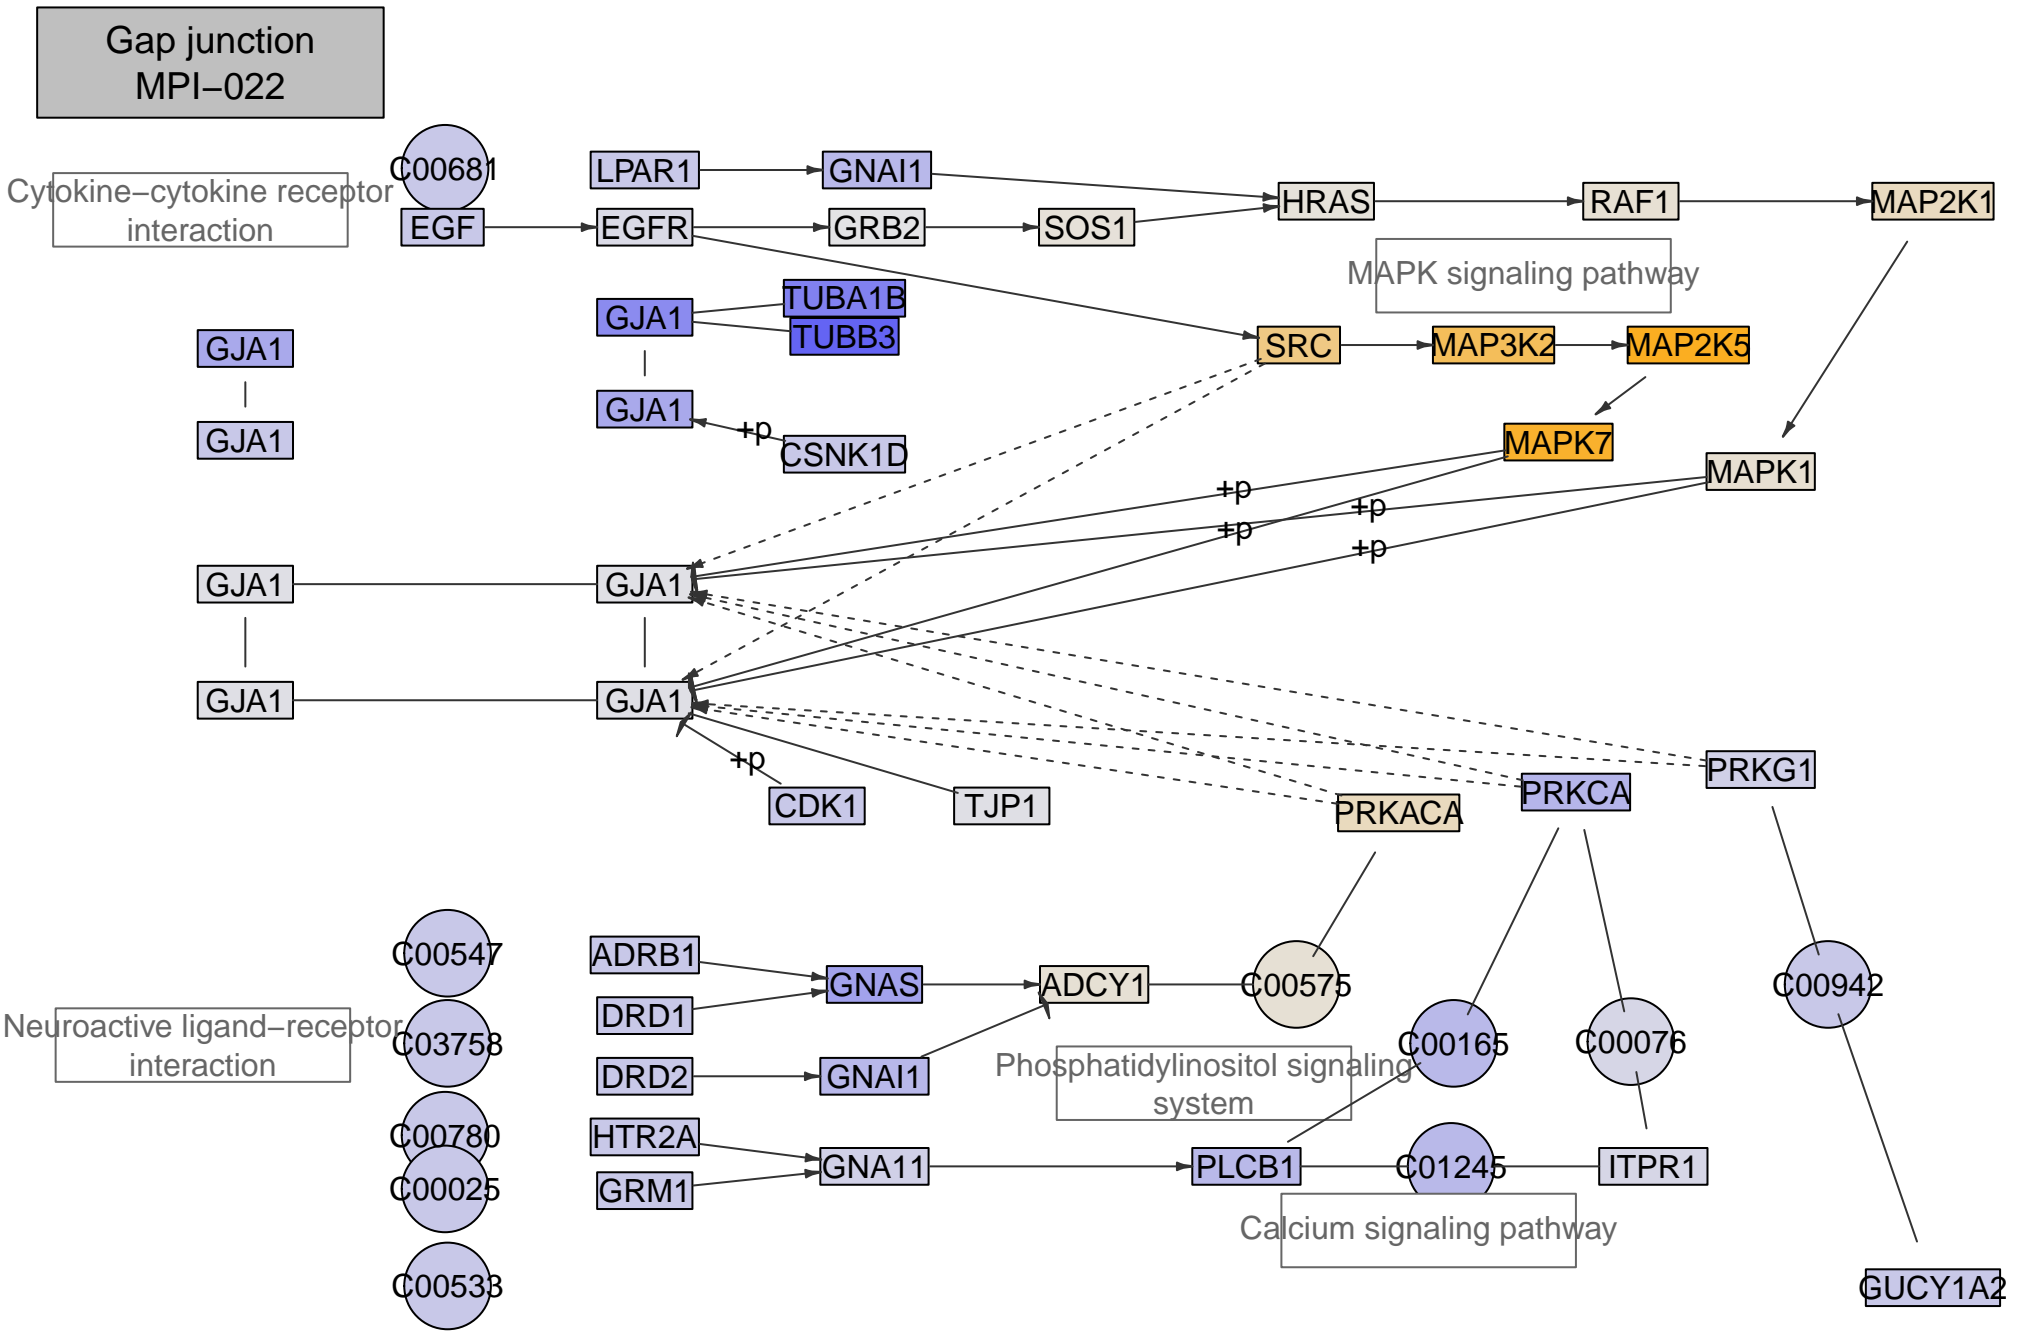 Gap junction
MPI−022
C00681
LPAR1
GNAI1
Cytokine−cytokine receptor
interaction
EGF
EGFR
GRB2
SOS1
HRAS
RAF1
MAP2K1
MAPK signaling pathway
TUBA1B
GJA1
TUBB3
GJA1
SRC
MAP3K2
MAP2K5
GJA1
+p
GJA1
CSNK1D
MAPK7
MAPK1
+p
+p
+p
+p
GJA1
GJA1
GJA1
GJA1
+p
CDK1
TJP1
PRKACA
PRKCA
PRKG1
C00547
ADRB1
GNAS
ADCY1
C00575
C00942
DRD1
Neuroactive ligand−receptor
interaction
C03758
C00165
C00076
DRD2
GNAI1
Phosphatidylinositol signaling
system
C00780
HTR2A
GNA11
PLCB1
C01245
ITPR1
C00025
GRM1
Calcium signaling pathway
C00533
GUCY1A2